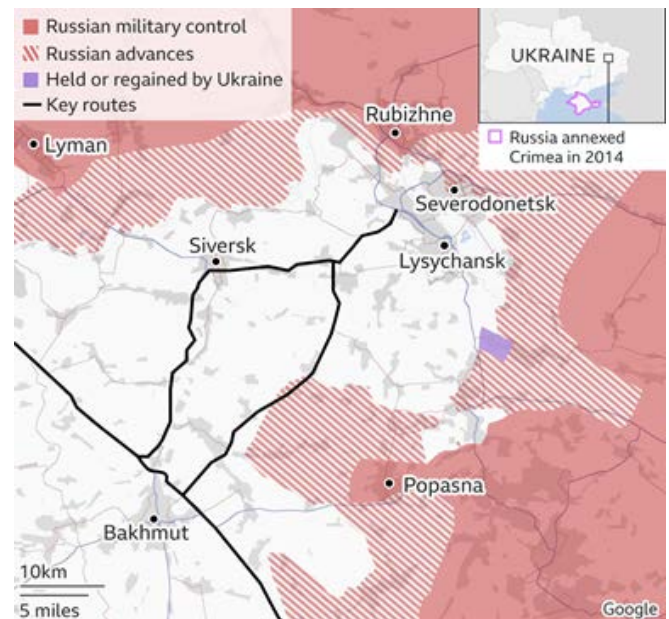 Russian military control
Russian advances
Held or regained by Ukraine
Key routes
UKRAINE
Russia annexed
Crimea in 2014
Rubizhne
Lyman
Severodonetsk
Siversk
Lysychansk
Popasna
Bakhmut
10km
5 miles
Google